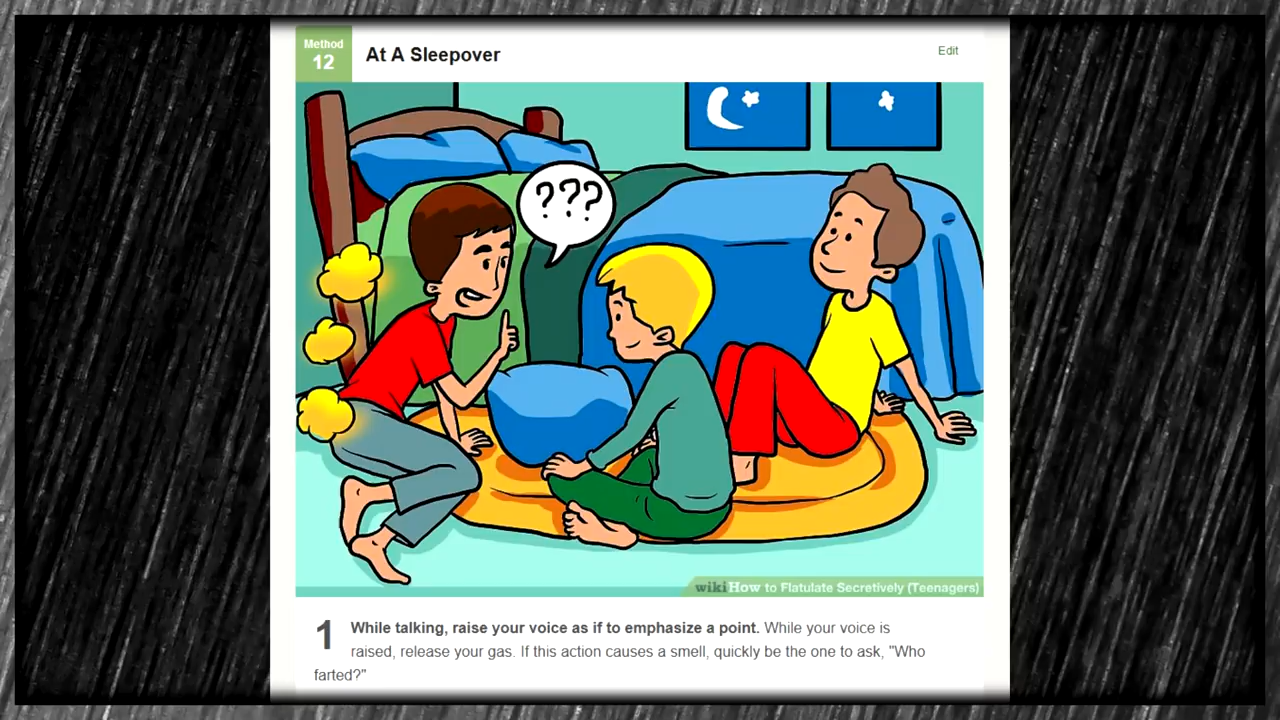 Method
12
At A Sleepover
Edit
???
wikiHow to Flatulate Secretively (Teenagers)
1 While talking, raise your voice as if to emphasize a point. While your voice is
raised, release your gas. If this action causes a smell, quickly be the one to ask, "Who
farted?"